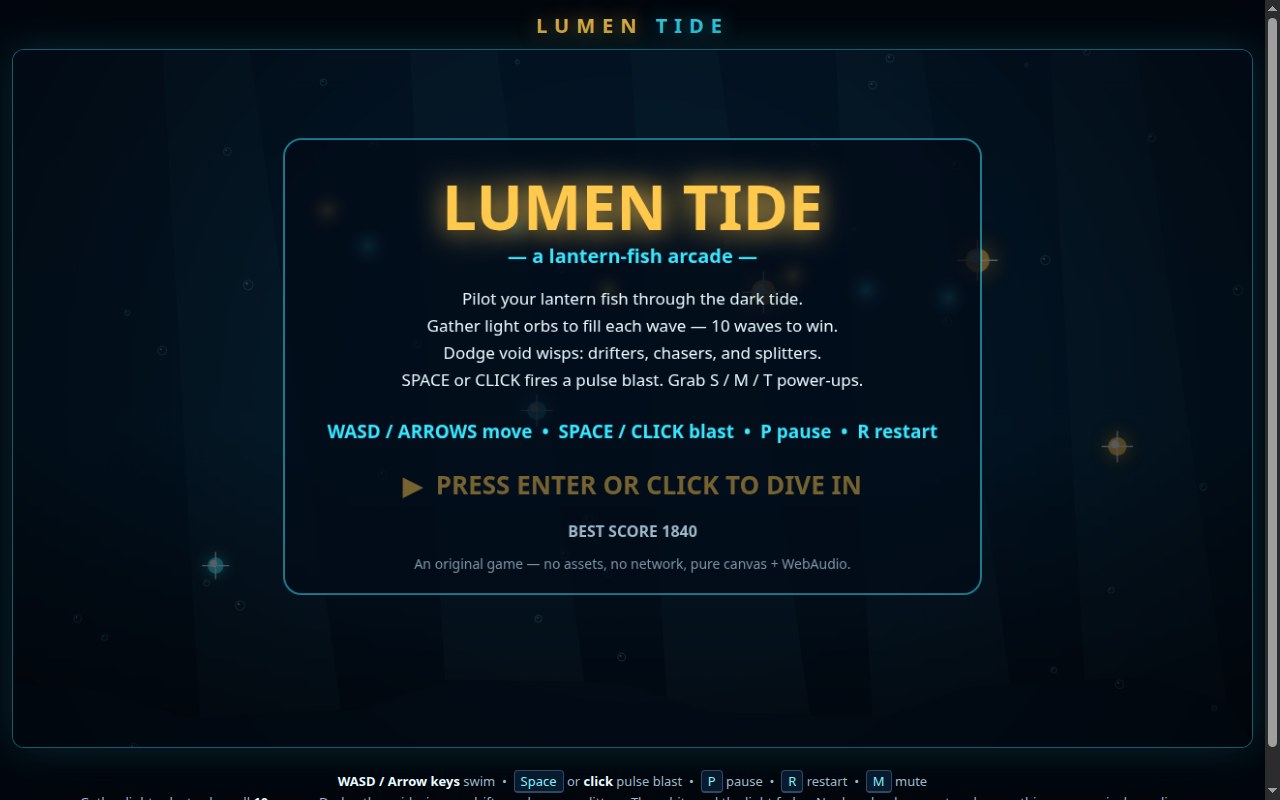 LUMEN TIDE
LUMEN TIDE
— a lantern-fish arcade —
Pilot your lantern fish through the dark tide.
Gather light orbs to fill each wave — 10 waves to win.
Dodge void wisps: drifters, chasers, and splitters.
SPACE or CLICK fires a pulse blast. Grab S / M / T power-ups.
WASD / ARROWS move • SPACE / CLICK blast • P pause • R restart
▶ PRESS ENTER OR CLICK TO DIVE IN
BEST SCORE 1840
An original game — no assets, no network, pure canvas + WebAudio.
WASD / Arrow keys swim • Space or click pulse blast • P pause • R restart • M mute